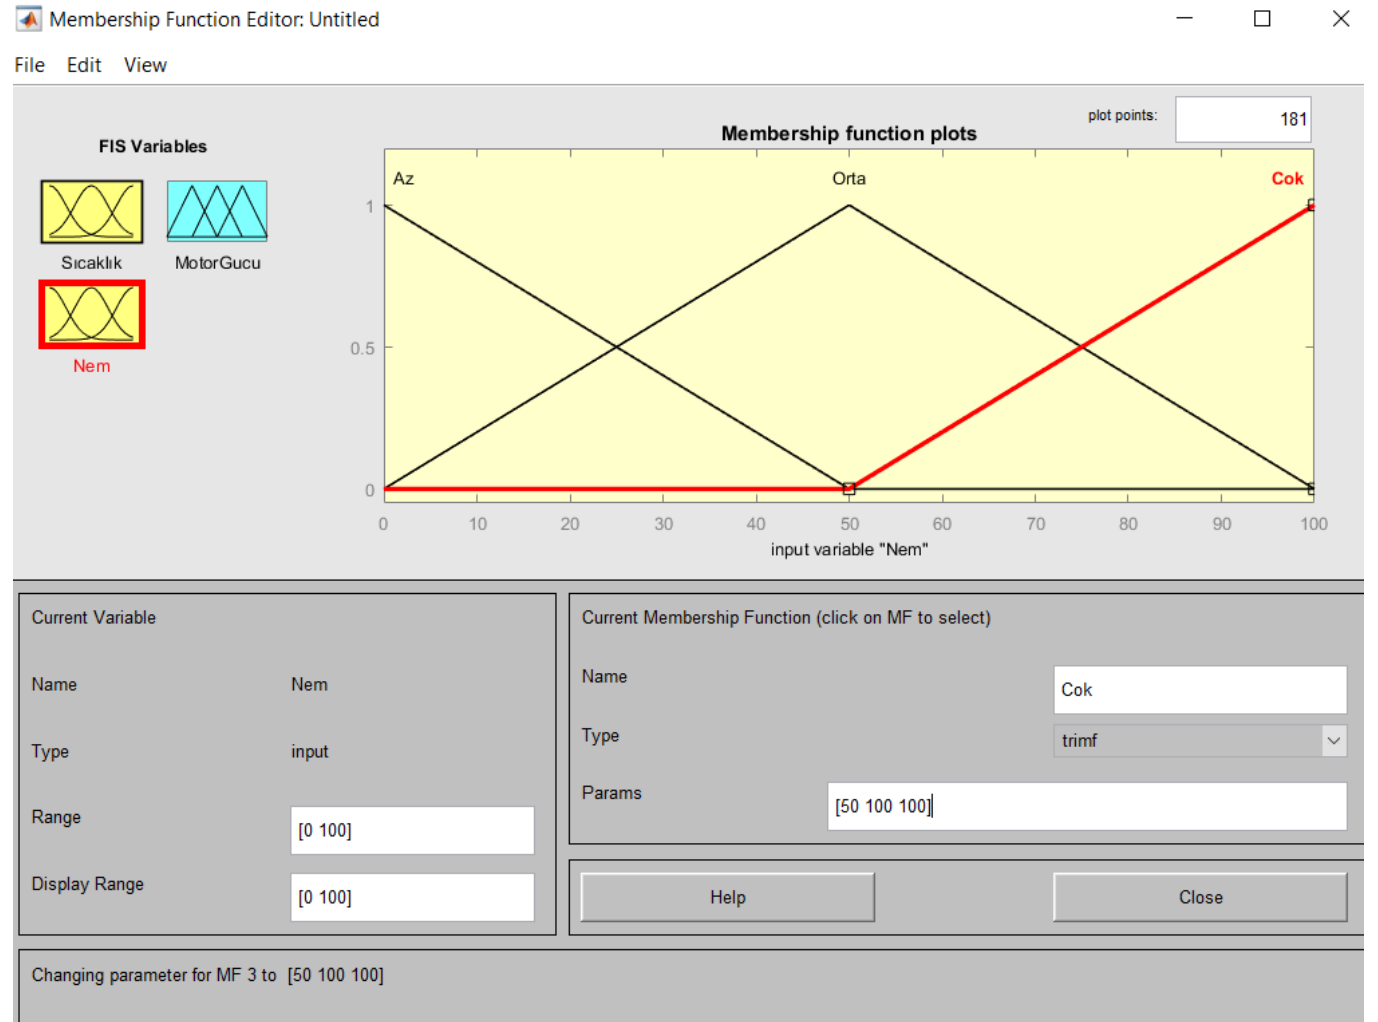 Membership Function Editor: Untitled
File Edit View
FIS Variables
Sıcaklık
MotorGucu
Nem
plot points:
181
Membership function plots
Az
Orta
Cok
1
0.5
0
0 10 20 30 40 50 60 70 80 90 100
input variable "Nem"
Current Variable
Name Nem
Type input
Range [0 100]
Display Range [0 100]
Current Membership Function (click on MF to select)
Name Cok
Type trimf
Params [50 100 100]
Help
Close
Changing parameter for MF 3 to [50 100 100]